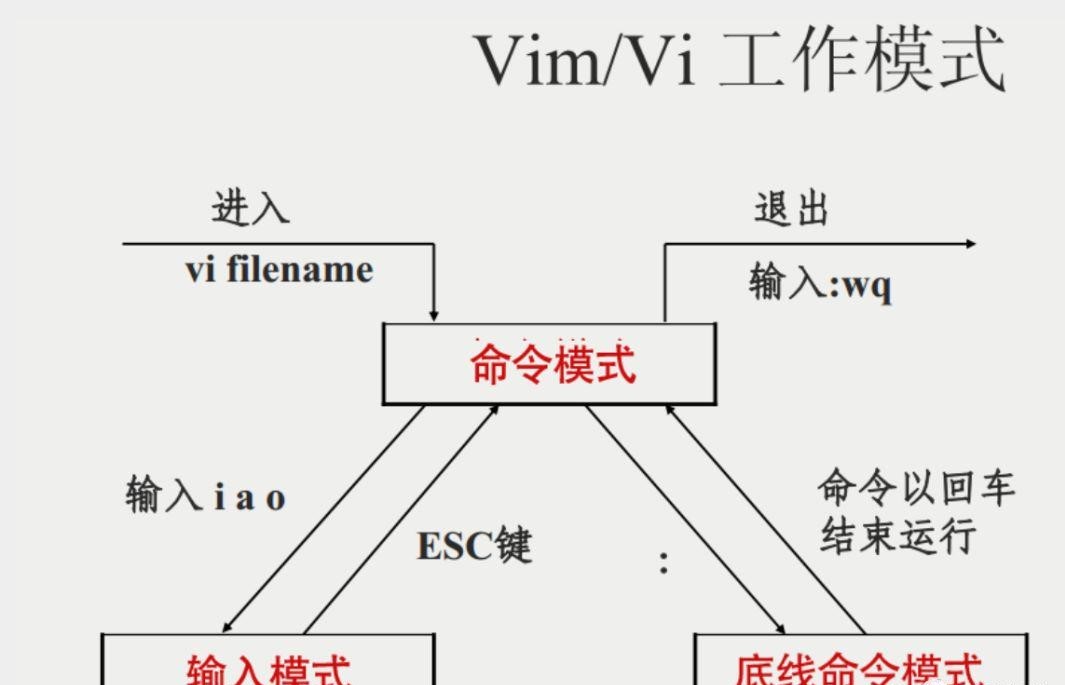 Vim/Vi 工作模式
进入
退出
vi filename
输入:wq
命令模式
输入 i a o
命令以回车
结束运行
ESC键
:
输入模式
底线命令模式